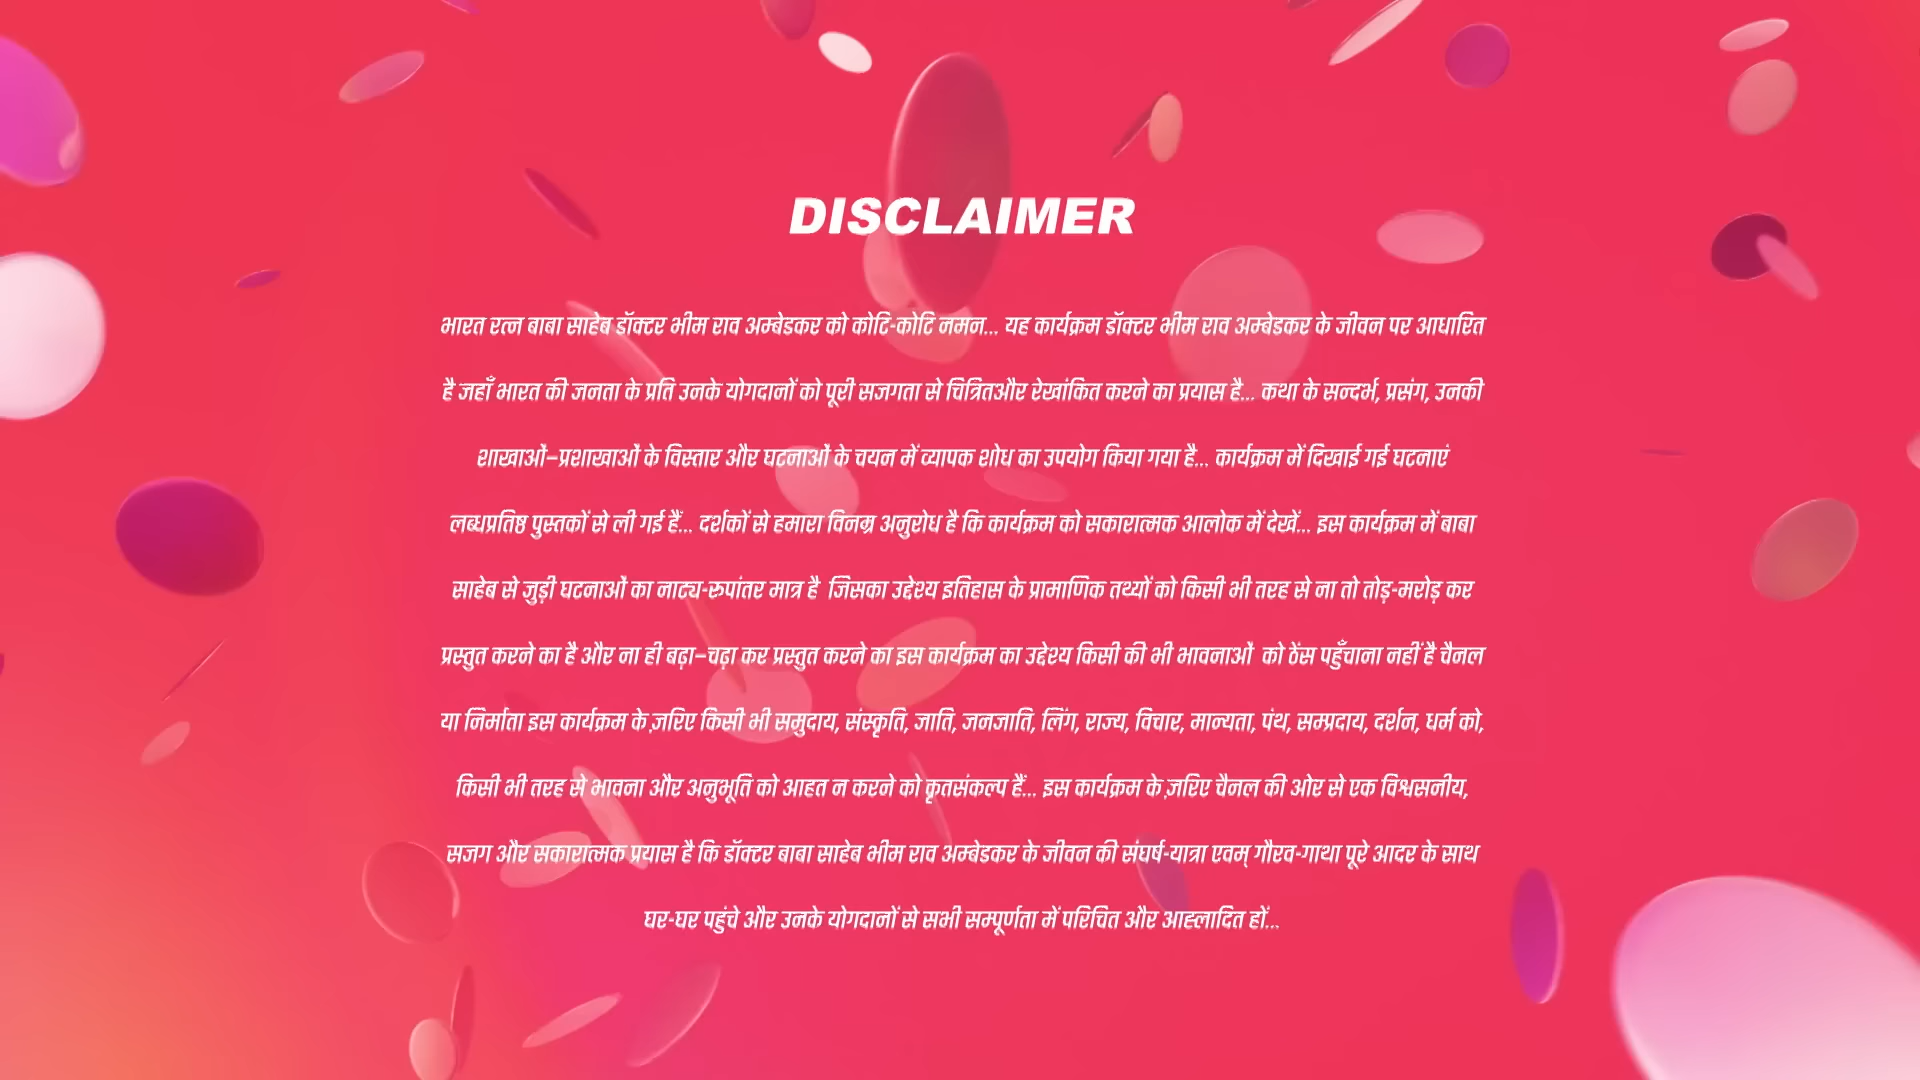 DISCLAIMER
भारत रत्न बाबा साहेब डॉक्टर भीम राव अम्बेडकर को कोटि-कोटि नमन... यह कार्यक्रम डॉक्टर भीम राव अम्बेडकर के जीवन पर आधारित
है जहाँ भारत की जनता के प्रति उनके योगदानों को पूरी सजगता से चित्रितऔर रेखांकित करने का प्रयास है... कथा के सन्दर्भ, प्रसंग, उनकी
शाखाओं–प्रशाखाओं के विस्तार और घटनाओं के चयन में व्यापक शोध का उपयोग किया गया है... कार्यक्रम में दिखाई गई घटनाएं
लब्धप्रतिष्ठ पुस्तकों से ली गई हैं... दर्शकों से हमारा विनम्र अनुरोध है कि कार्यक्रम को सकारात्मक आलोक में देखें... इस कार्यक्रम में बाबा
साहेब से जुड़ी घटनाओं का नाट्य-रुपांतर मात्र है जिसका उद्देश्य इतिहास के प्रामाणिक तथ्यों को किसी भी तरह से ना तो तोड़-मरोड़ कर
प्रस्तुत करने का है और ना ही बढ़ा–चढ़ा कर प्रस्तुत करने का इस कार्यक्रम का उद्देश्य किसी की भी भावनाओं को ठेंस पहुँचाना नहीं है चैनल
या निर्माता इस कार्यक्रम के ज़रिए किसी भी समुदाय, संस्कृति, जाति, जनजाति, लिंग, राज्य, विचार, मान्यता, पंथ, सम्प्रदाय, दर्शन, धर्म को,
किसी भी तरह से भावना और अनुभूति को आहत न करने को कृतसंकल्प हैं... इस कार्यक्रम के ज़रिए चैनल की ओर से एक विश्वसनीय,
सजग और सकारात्मक प्रयास है कि डॉक्टर बाबा साहेब भीम राव अम्बेडकर के जीवन की संघर्ष-यात्रा एवम् गौरव-गाथा पूरे आदर के साथ
घर-घर पहुंचे और उनके योगदानों से सभी सम्पूर्णता में परिचित और आह्लादित हों...